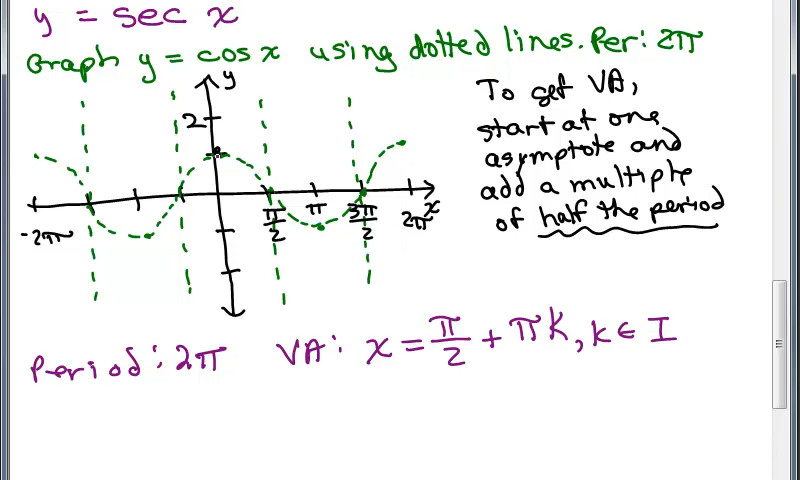 y = sec x
Graph y = cos x using dotted lines. Per: 2π
y
2
-2π
π/2
π
3π/2
2π
x
To get VA,
start at one
asymptote and
add a multiple
of half the period
Period: 2π VA: x = π/2 + πk, k ∈ I